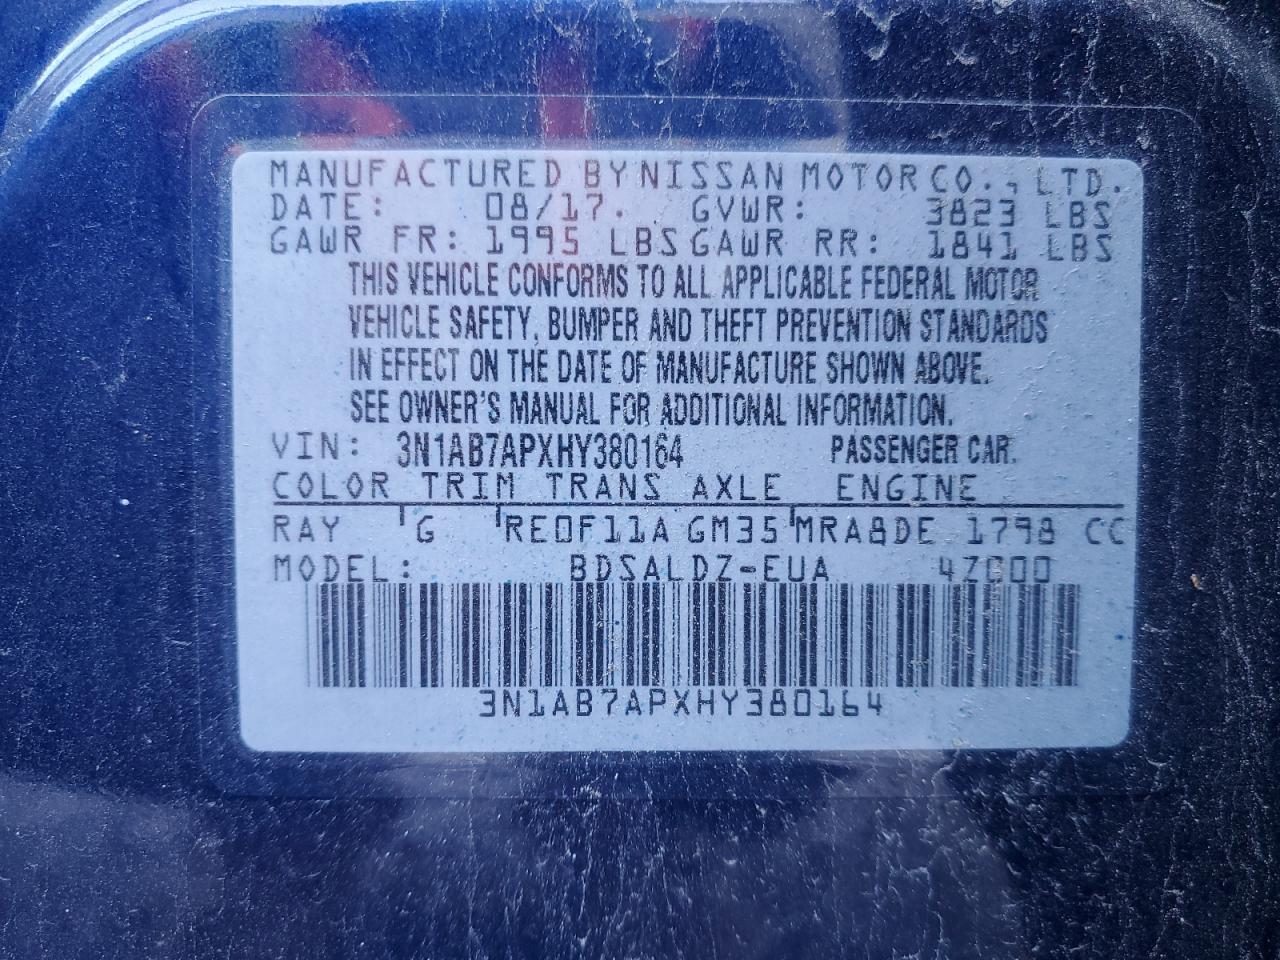 MANUFACTURED BY NISSAN MOTOR CO., LTD.
DATE: 08/17. GVWR: 3823 LBS
GAWR FR: 1995 LBS GAWR RR: 1841 LBS
THIS VEHICLE CONFORMS TO ALL APPLICABLE FEDERAL MOTOR
VEHICLE SAFETY, BUMPER AND THEFT PREVENTION STANDARDS
IN EFFECT ON THE DATE OF MANUFACTURE SHOWN ABOVE.
SEE OWNER'S MANUAL FOR ADDITIONAL INFORMATION.
VIN: 3N1AB7APXHY380164 PASSENGER CAR.
COLOR TRIM TRANS AXLE ENGINE
RAY G RE0F11A GM35 MRA8DE 1798 CC
MODEL: BDSALDZ-EUA 4Z000
3N1AB7APXHY380164